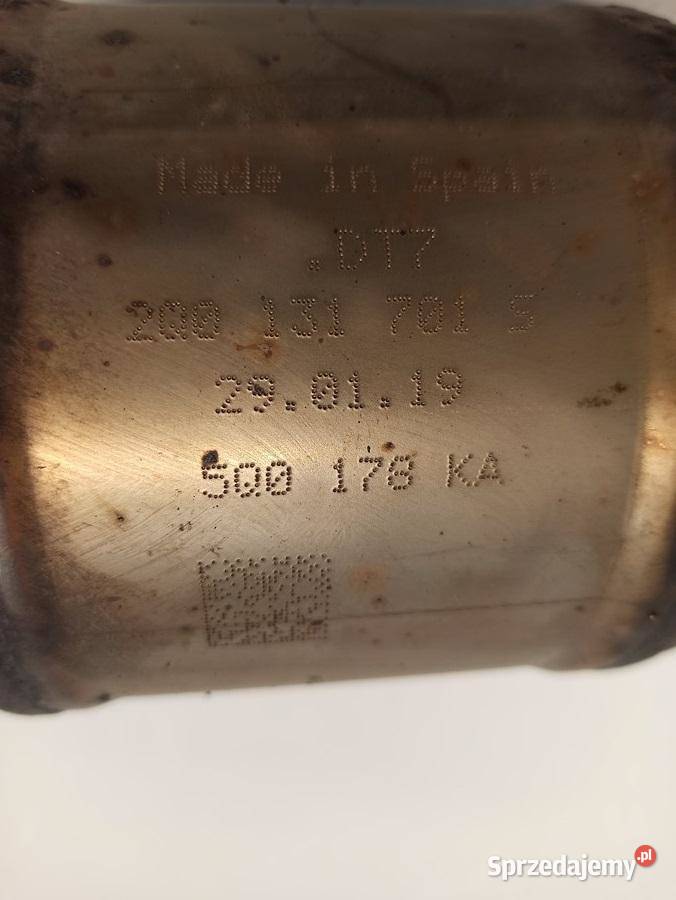 Made in Spain
.DT7
2Q0 131 701 S
29.01.19
5Q0 178 KA
Sprzedajemy.pl